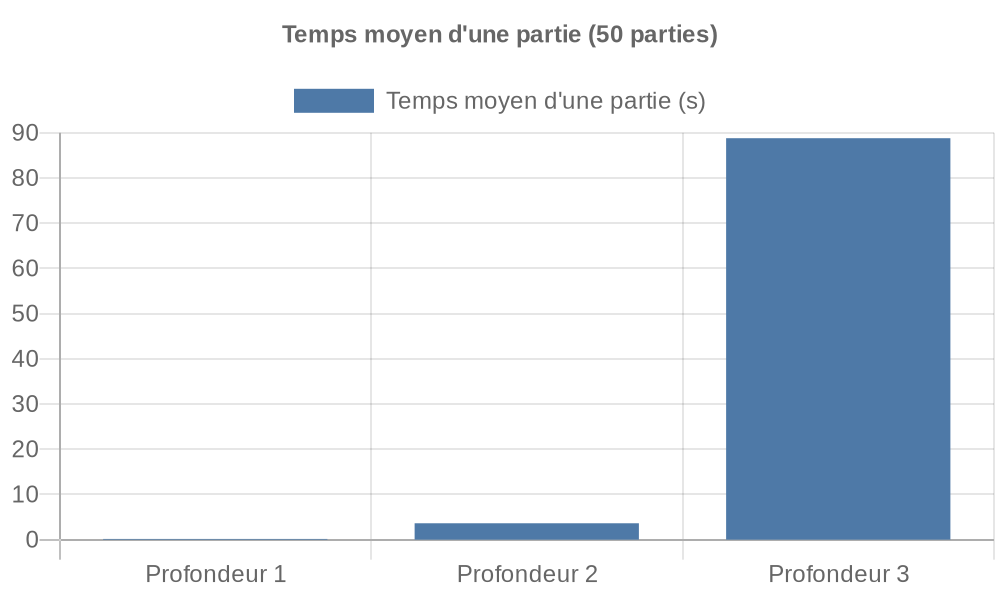 Temps moyen d'une partie (50 parties)
Temps moyen d'une partie (s)
90
80
70
60
50
40
30
20
10
0
Profondeur 1
Profondeur 2
Profondeur 3